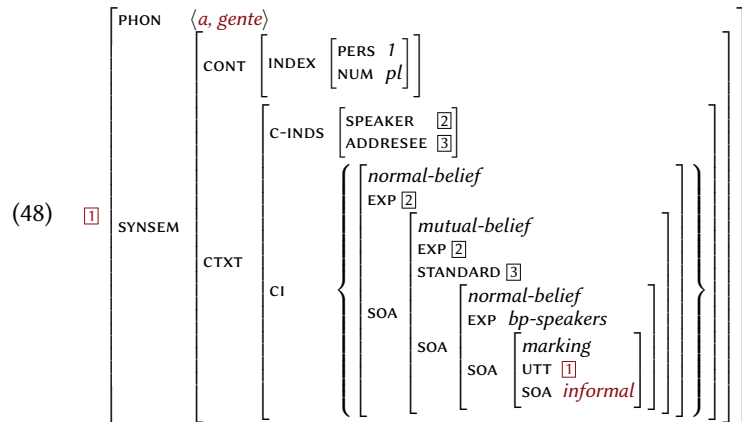 PHON ⟨a, gente⟩
CONT INDEX PERS 1
NUM pl
C-INDS SPEAKER 2
ADDRESEE 3
normal-belief
EXP 2
(48) 1 SYNSEM mutual-belief
EXP 2
CTXT STANDARD 3
CI normal-belief
SOA EXP bp-speakers
SOA marking
SOA UTT 1
SOA informal